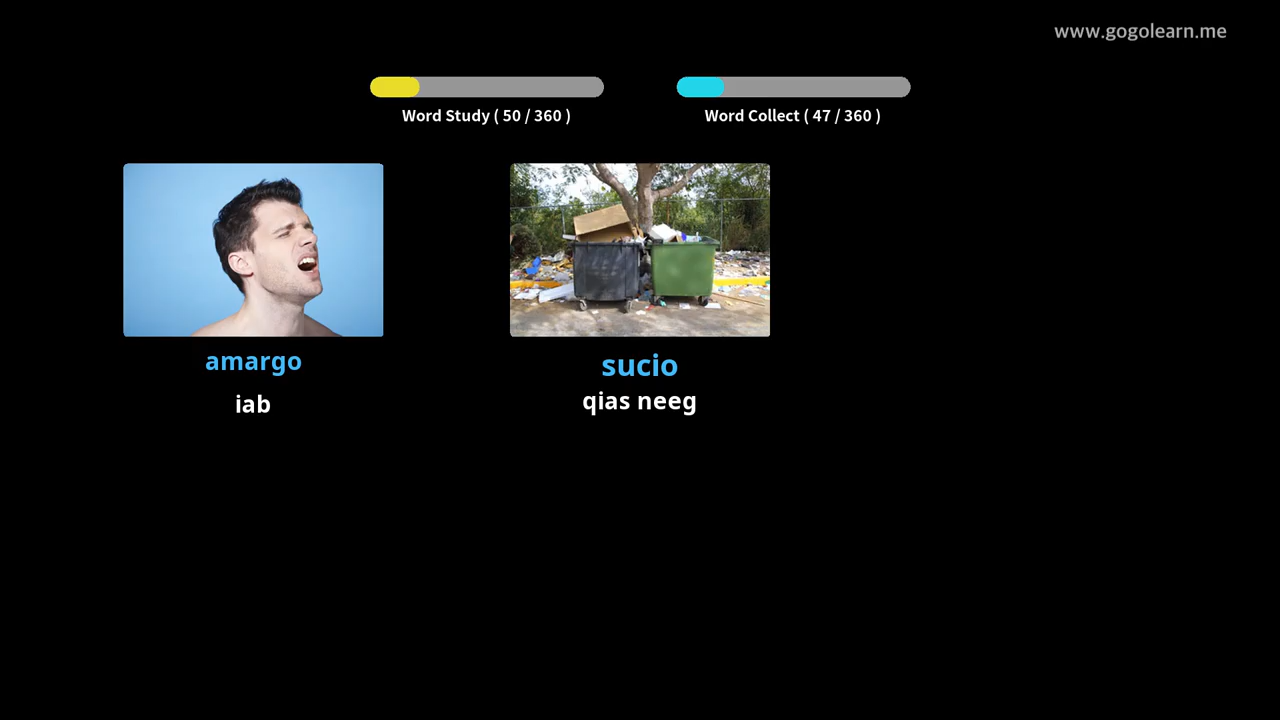 www.gogolearn.me
Word Study ( 50 / 360 )
Word Collect ( 47 / 360 )
amargo
iab
sucio
qias neeg